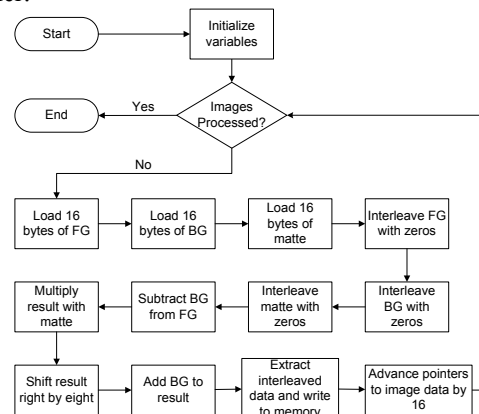 Start
Initialize
variables
End
Yes
Images
Processed?
No
Load 16
bytes of FG
Load 16
bytes of BG
Load 16
bytes of
matte
Interleave FG
with zeros
Multiply
result with
matte
Subtract BG
from FG
Interleave
matte with
zeros
Interleave
BG with
zeros
Shift result
right by eight
Add BG to
result
Extract
interleaved
data and write
to memory
Advance pointers
to image data by
16